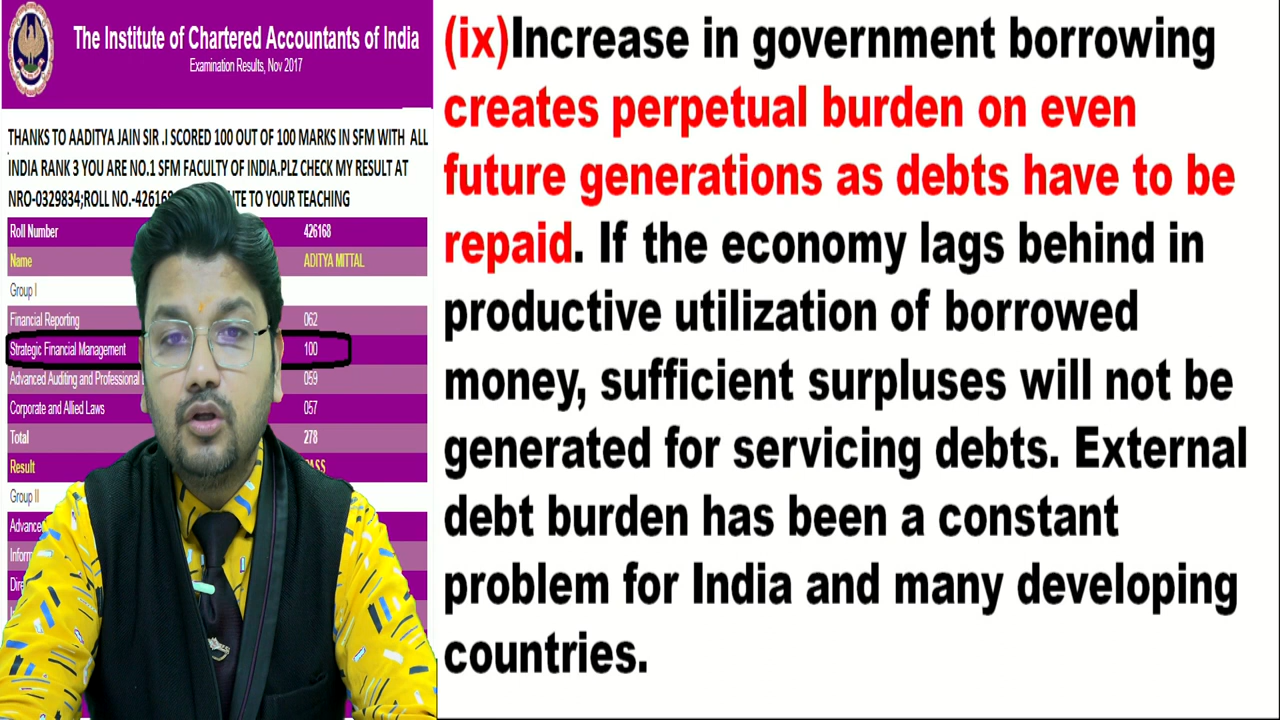 The Institute of Chartered Accountants of India
Examination Results, Nov 2017
THANKS TO AADITYA JAIN SIR .I SCORED 100 OUT OF 100 MARKS IN SFM WITH ALL
INDIA RANK 3 YOU ARE NO.1 SFM FACULTY OF INDIA.PLZ CHECK MY RESULT AT
NRO-0329834;ROLL NO.-426168 TO YOUR TEACHING
Roll Number 426168
Name ADITYA MITTAL
Group I
Financial Reporting 062
Strategic Financial Management 100
Advanced Auditing and Professional 059
Corporate and Allied Laws 057
Total 278
Result PASS
Group II
(ix)Increase in government borrowing
creates perpetual burden on even
future generations as debts have to be
repaid. If the economy lags behind in
productive utilization of borrowed
money, sufficient surpluses will not be
generated for servicing debts. External
debt burden has been a constant
problem for India and many developing
countries.